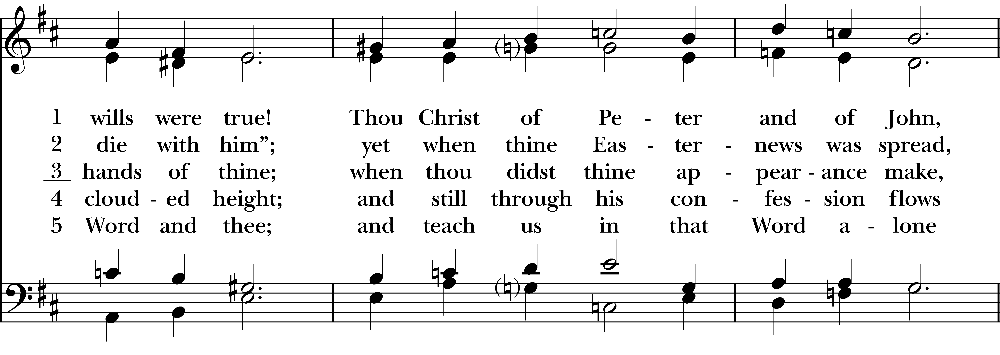 1 wills were true! Thou Christ of Pe - ter and of John,
2 die with him”; yet when thine Eas - ter - news was spread,
3 hands of thine; when thou didst thine ap - pear - ance make,
4 cloud - ed height; and still through his con - fes - sion flows
5 Word and thee; and teach us in that Word a - lone